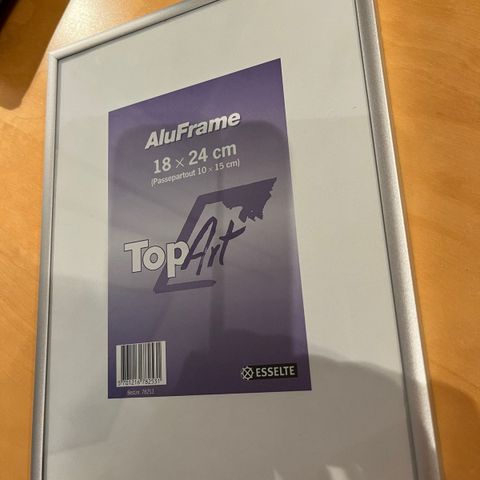 AluFrame
18 × 24 cm
(Passepartout 10 × 15 cm)
TopArt
ESSELTE